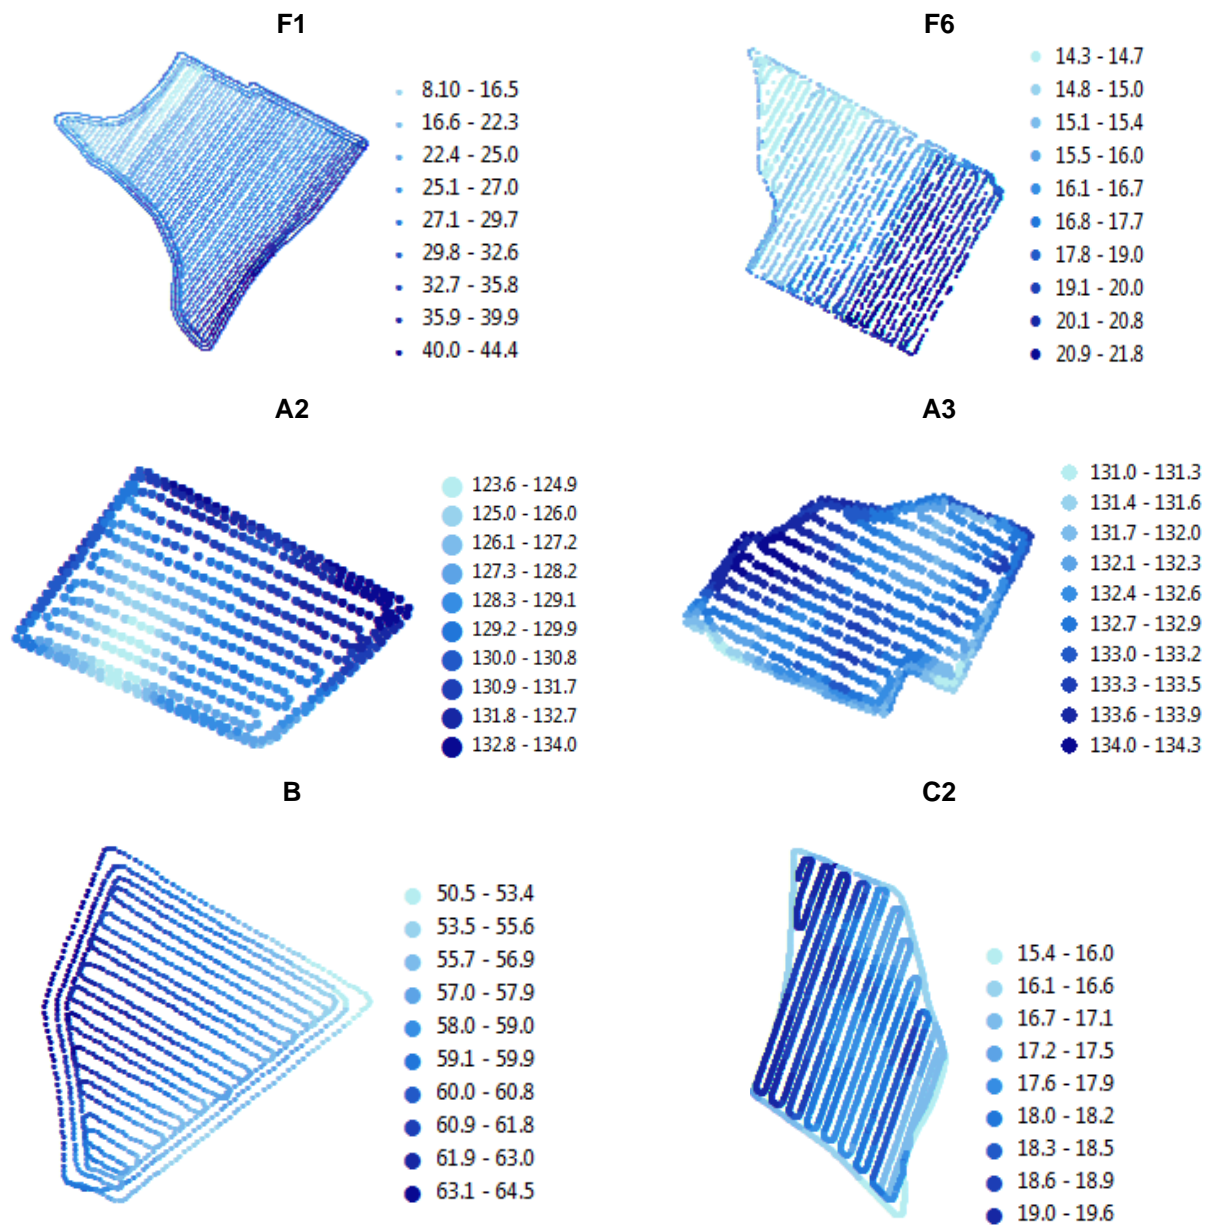 F1
8.10 - 16.5
16.6 - 22.3
22.4 - 25.0
25.1 - 27.0
27.1 - 29.7
29.8 - 32.6
32.7 - 35.8
35.9 - 39.9
40.0 - 44.4
F6
14.3 - 14.7
14.8 - 15.0
15.1 - 15.4
15.5 - 16.0
16.1 - 16.7
16.8 - 17.7
17.8 - 19.0
19.1 - 20.0
20.1 - 20.8
20.9 - 21.8
A2
123.6 - 124.9
125.0 - 126.0
126.1 - 127.2
127.3 - 128.2
128.3 - 129.1
129.2 - 129.9
130.0 - 130.8
130.9 - 131.7
131.8 - 132.7
132.8 - 134.0
A3
131.0 - 131.3
131.4 - 131.6
131.7 - 132.0
132.1 - 132.3
132.4 - 132.6
132.7 - 132.9
133.0 - 133.2
133.3 - 133.5
133.6 - 133.9
134.0 - 134.3
B
50.5 - 53.4
53.5 - 55.6
55.7 - 56.9
57.0 - 57.9
58.0 - 59.0
59.1 - 59.9
60.0 - 60.8
60.9 - 61.8
61.9 - 63.0
63.1 - 64.5
C2
15.4 - 16.0
16.1 - 16.6
16.7 - 17.1
17.2 - 17.5
17.6 - 17.9
18.0 - 18.2
18.3 - 18.5
18.6 - 18.9
19.0 - 19.6